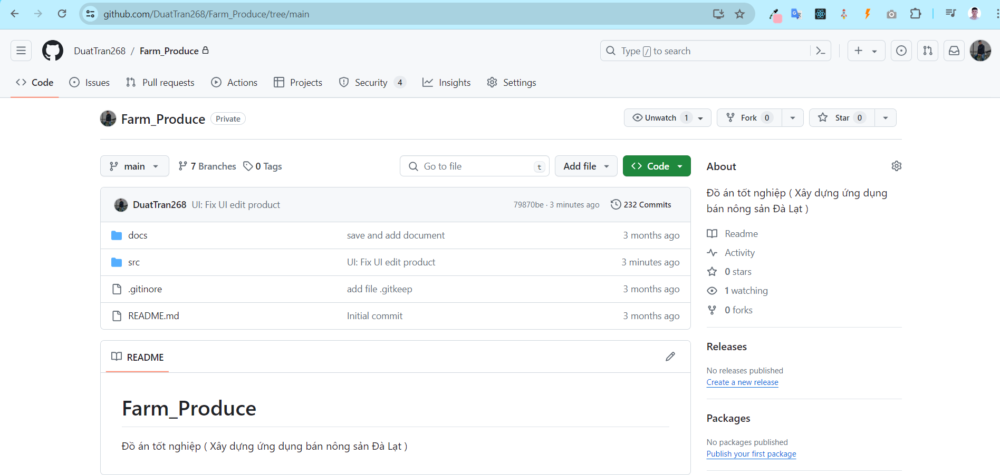 github.com/DuatTran268/Farm_Produce/tree/main
DuatTran268 / Farm_Produce
Type / to search
Code Issues Pull requests Actions Projects Security 4 Insights Settings
Farm_Produce Private
Unwatch 1 Fork 0 Star 0
main 7 Branches 0 Tags
Go to file t Add file Code
DuatTran268 UI: Fix UI edit product 79870be · 3 minutes ago 232 Commits
docs save and add document 3 months ago
src UI: Fix UI edit product 3 minutes ago
.gitinore add file .gitkeep 3 months ago
README.md Initial commit 3 months ago
README
Farm_Produce
Đồ án tốt nghiệp ( Xây dựng ứng dụng bán nông sản Đà Lạt )
About
Đồ án tốt nghiệp ( Xây dựng ứng dụng
bán nông sản Đà Lạt )
Readme
Activity
0 stars
1 watching
0 forks
Releases
No releases published
Create a new release
Packages
No packages published
Publish your first package